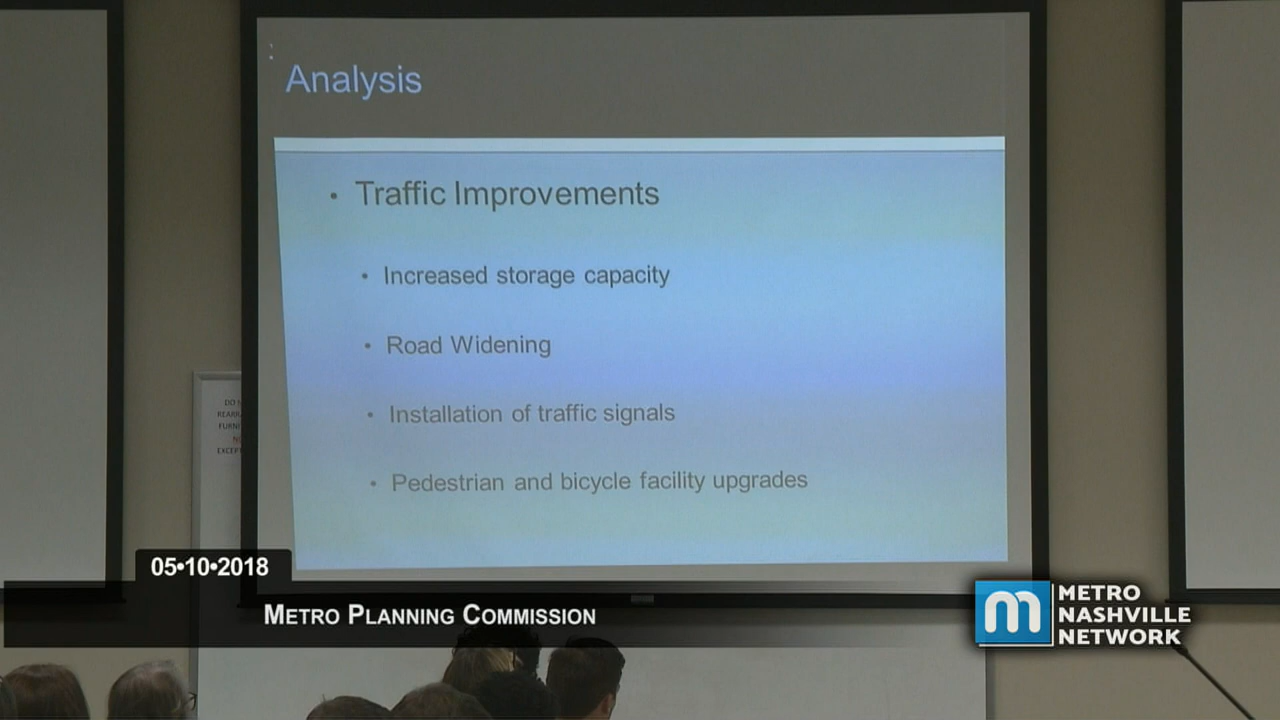 Analysis
• Traffic Improvements
• Increased storage capacity
• Road Widening
• Installation of traffic signals
• Pedestrian and bicycle facility upgrades
05•10•2018
METRO PLANNING COMMISSION
METRO
NASHVILLE
NETWORK